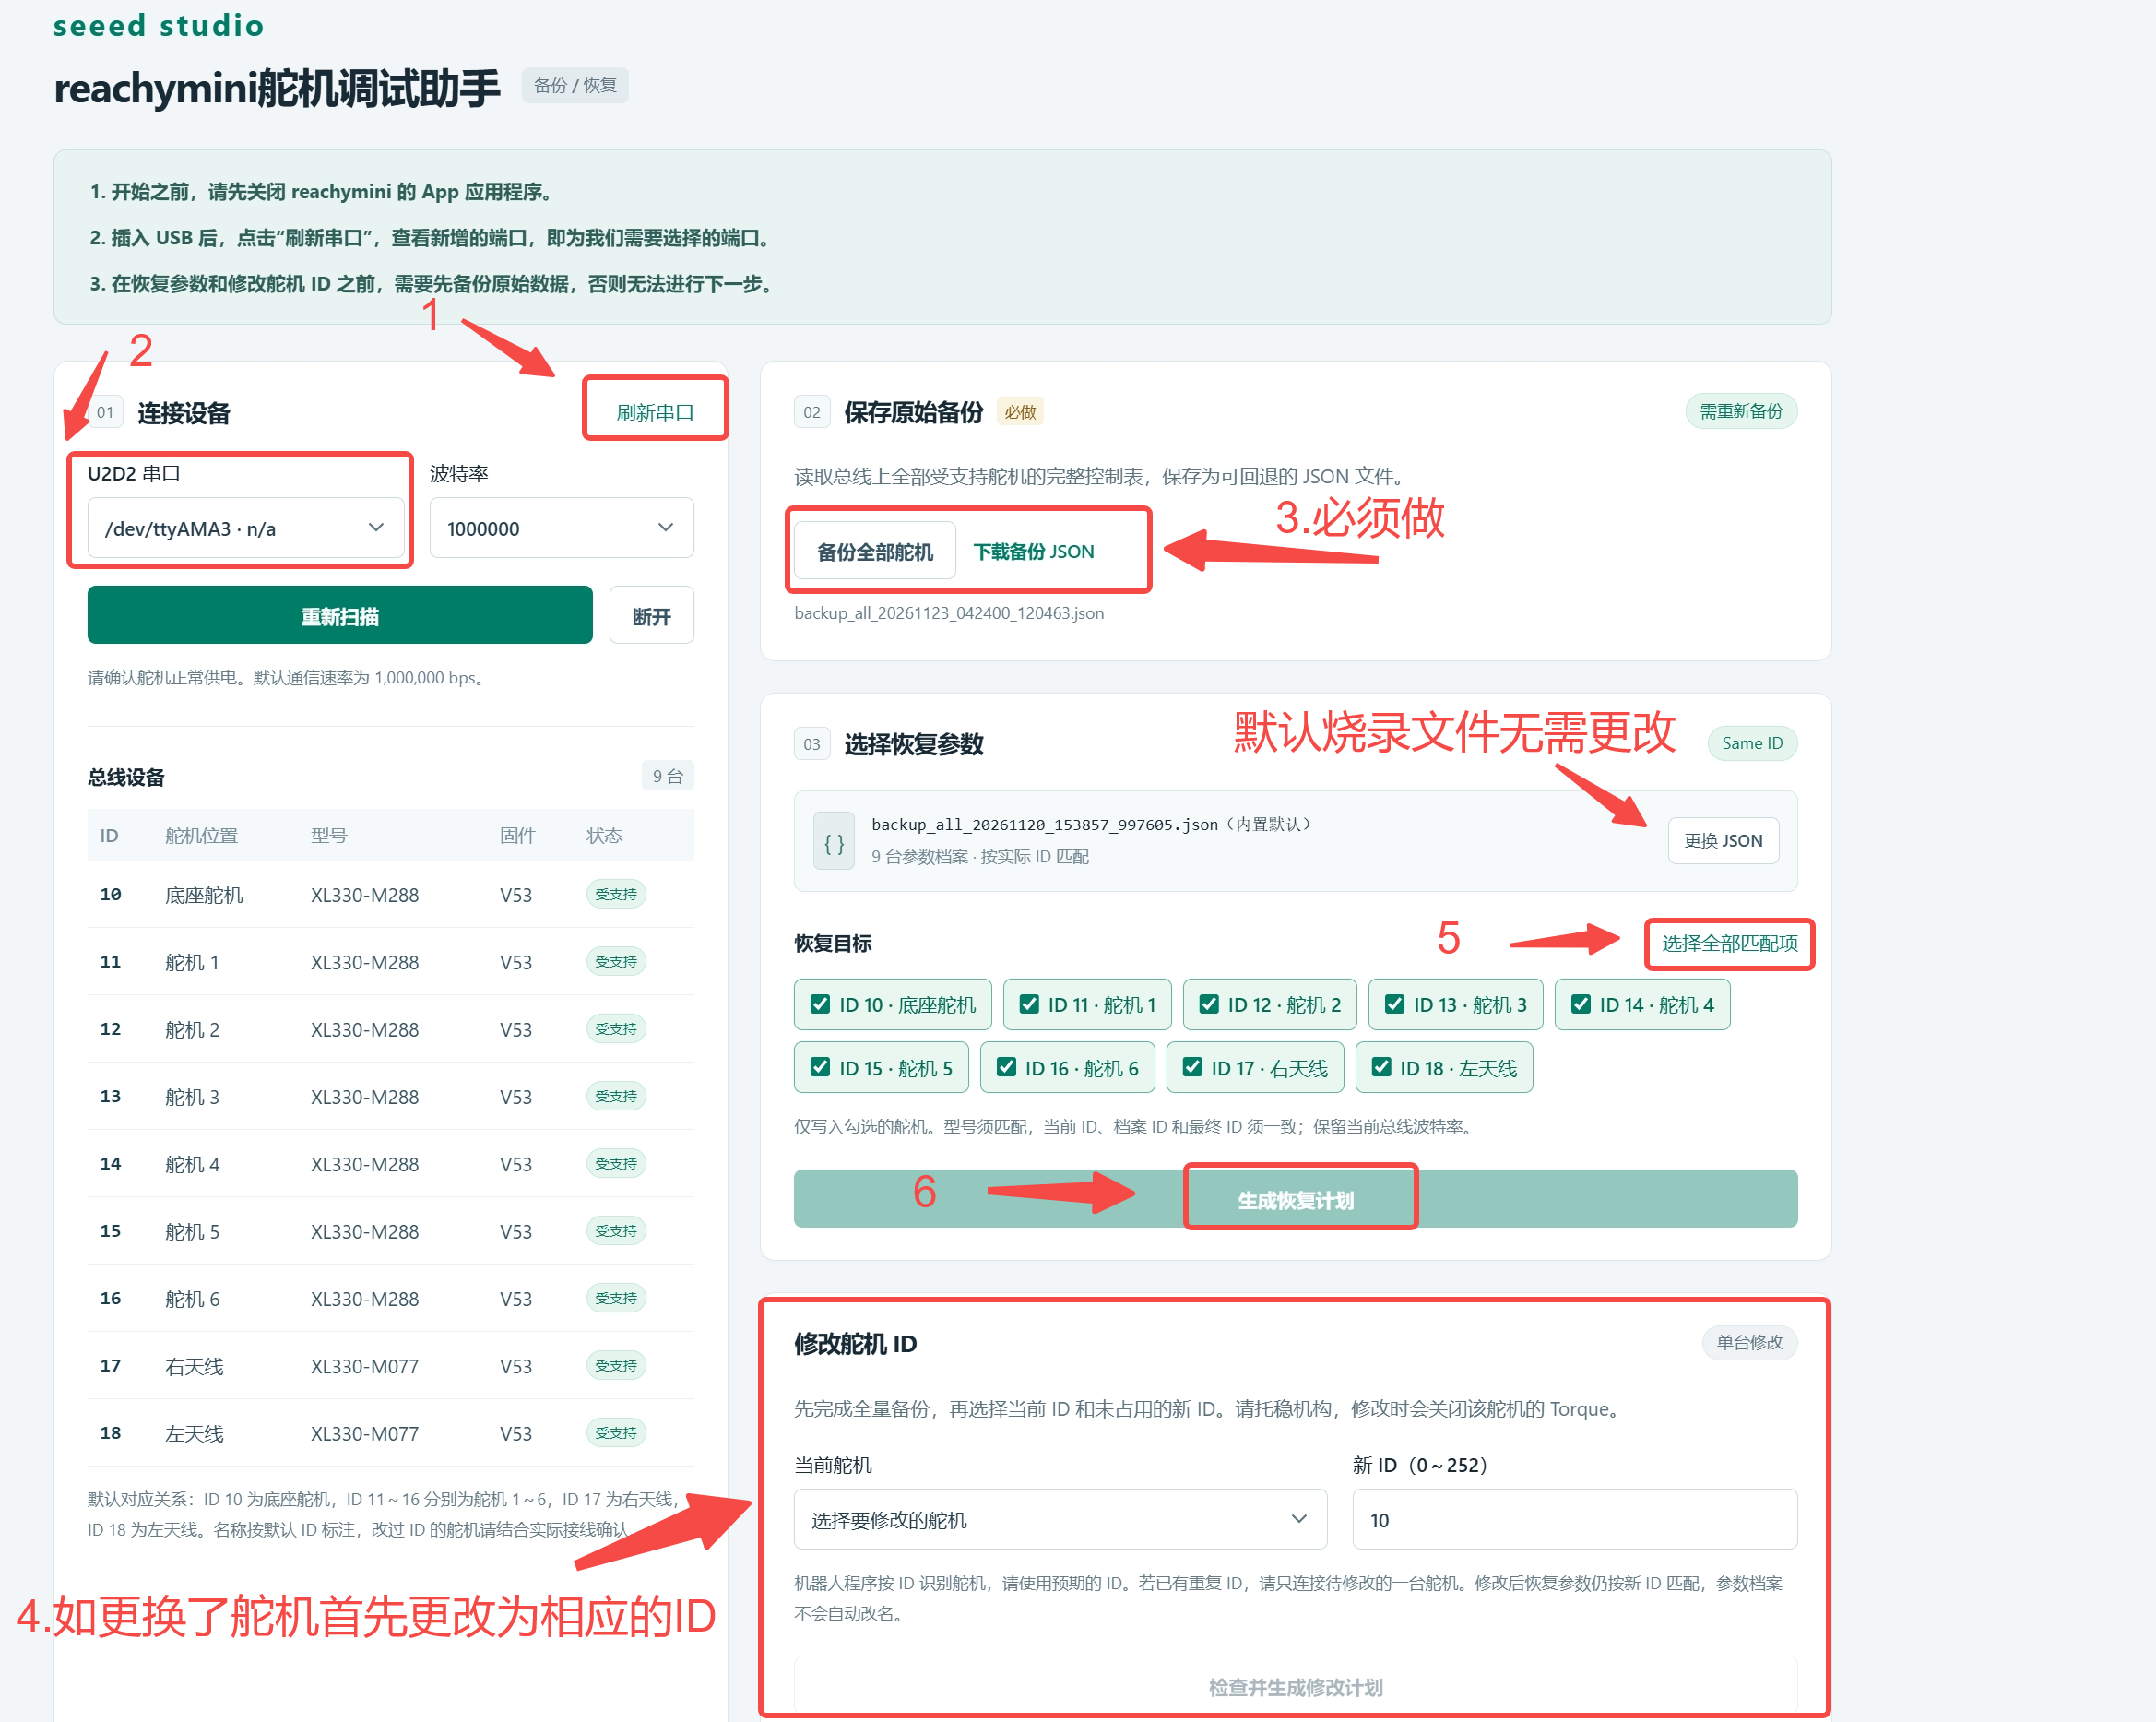 seeed studio
reachymini舵机调试助手
备份 / 恢复
1. 开始之前，请先关闭 reachymini 的 App 应用程序。
2. 插入 USB 后，点击“刷新串口”，查看新增的端口，即为我们需要选择的端口。
3. 在恢复参数和修改舵机 ID 之前，需要先备份原始数据，否则无法进行下一步。
1
2
01 连接设备
刷新串口
U2D2 串口
波特率
/dev/ttyAMA3 · n/a
1000000
重新扫描
断开
请确认舵机正常供电。默认通信速率为 1,000,000 bps。
总线设备
9 台
ID 舵机位置 型号 固件 状态
10 底座舵机 XL330-M288 V53 受支持
11 舵机 1 XL330-M288 V53 受支持
12 舵机 2 XL330-M288 V53 受支持
13 舵机 3 XL330-M288 V53 受支持
14 舵机 4 XL330-M288 V53 受支持
15 舵机 5 XL330-M288 V53 受支持
16 舵机 6 XL330-M288 V53 受支持
17 右天线 XL330-M077 V53 受支持
18 左天线 XL330-M077 V53 受支持
默认对应关系：ID 10 为底座舵机，ID 11 ~ 16 分别为舵机 1 ~ 6，ID 17 为右天线，
ID 18 为左天线。名称按默认 ID 标注，改过 ID 的舵机请结合实际接线确认。
4.如更换了舵机首先更改为相应的ID
02 保存原始备份 必做
需重新备份
读取总线上全部受支持舵机的完整控制表，保存为可回退的 JSON 文件。
3.必须做
备份全部舵机
下载备份 JSON
backup_all_20261123_042400_120463.json
03 选择恢复参数
默认烧录文件无需更改
Same ID
{ }
backup_all_20261120_153857_997605.json（内置默认）
9 台参数档案 · 按实际 ID 匹配
更换 JSON
恢复目标
5
选择全部匹配项
ID 10 · 底座舵机 ID 11 · 舵机 1 ID 12 · 舵机 2 ID 13 · 舵机 3 ID 14 · 舵机 4
ID 15 · 舵机 5 ID 16 · 舵机 6 ID 17 · 右天线 ID 18 · 左天线
仅写入勾选的舵机。型号须匹配，当前 ID、档案 ID 和最终 ID 须一致；保留当前总线波特率。
6
生成恢复计划
修改舵机 ID
单台修改
先完成全量备份，再选择当前 ID 和未占用的新 ID。请托稳机构，修改时会关闭该舵机的 Torque。
当前舵机
新 ID（0 ~ 252）
选择要修改的舵机
10
机器人程序按 ID 识别舵机，请使用预期的 ID。若已有重复 ID，请只连接待修改的一台舵机。修改后恢复参数仍按新 ID 匹配，参数档案
不会自动改名。
检查并生成修改计划